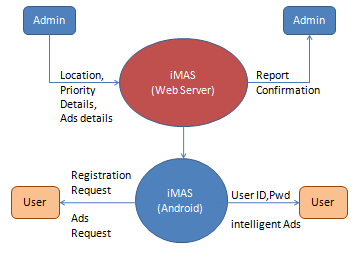 Admin
Admin
iMAS
(Web Server)
Location,
Priority
Details,
Ads details
Report
Confirmation
Registration
Request
Ads
Request
iMAS
(Android)
User
User ID,Pwd
intelligent Ads
User